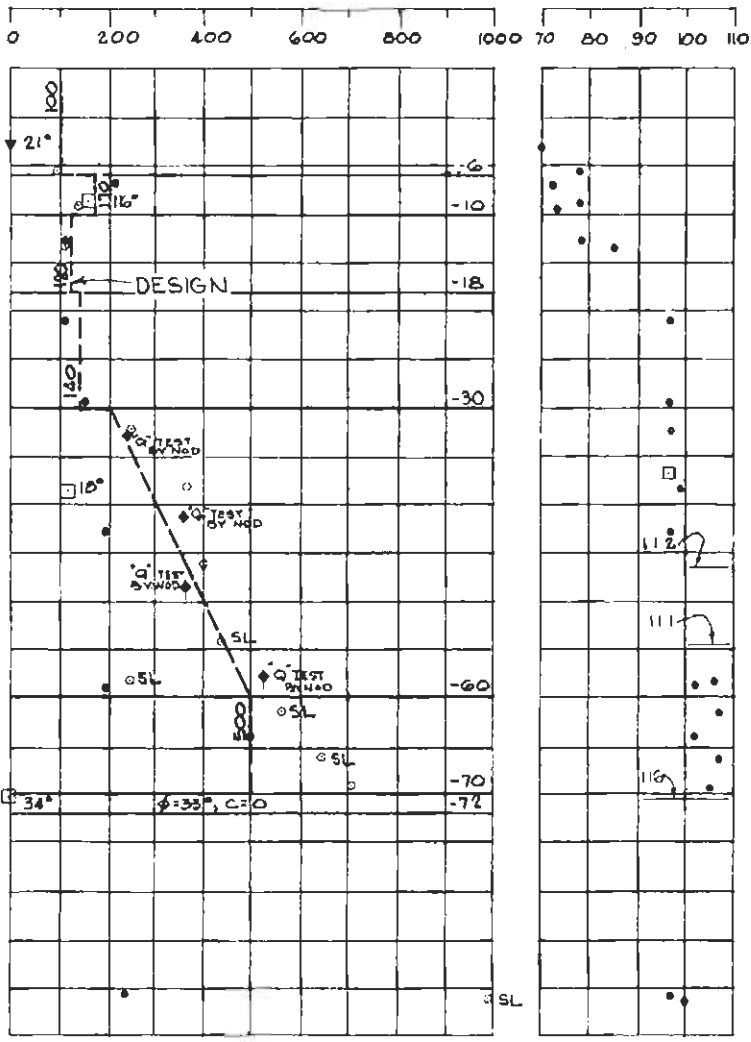 0 200 400 600 800 1000 70 80 90 100 110
100
21°
-6
170
16°
-10
DESIGN
-18
140
-30
"Q" TEST
BY NOD
18°
"Q" TEST
BY NOD
112
"Q" TEST
BY NOD
SL
111
SL
"Q" TEST
BY NOD
-60
500
SL
SL
-70
116
34° φ=33°, C=0
-72
SL